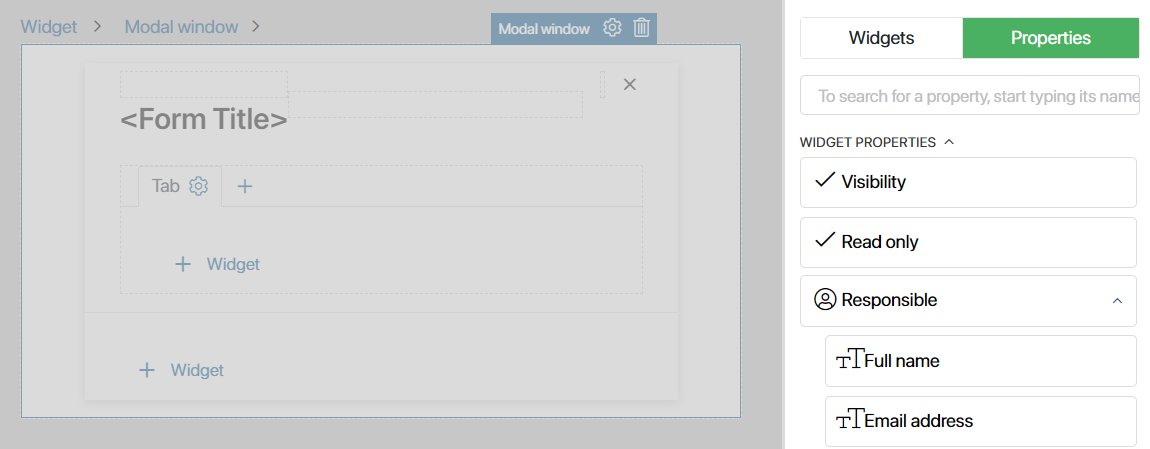 Widget > Modal window >
Modal window
<Form Title>
Tab
+ Widget
+ Widget
Widgets
Properties
To search for a property, start typing its name
WIDGET PROPERTIES
Visibility
Read only
Responsible
Full name
Email address